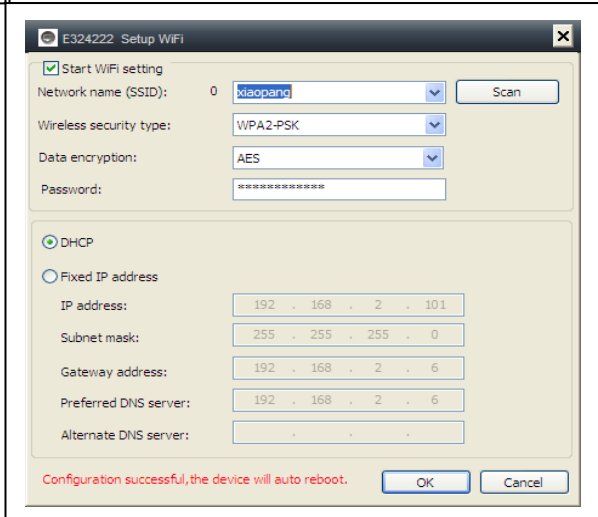 E324222 Setup WiFi
Start WiFi setting
Network name (SSID): 0 xiaopang Scan
Wireless security type: WPA2-PSK
Data encryption: AES
Password: ************
DHCP
Fixed IP address
IP address: 192 . 168 . 2 . 101
Subnet mask: 255 . 255 . 255 . 0
Gateway address: 192 . 168 . 2 . 6
Preferred DNS server: 192 . 168 . 2 . 6
Alternate DNS server: . . .
Configuration successful,the device will auto reboot. OK Cancel